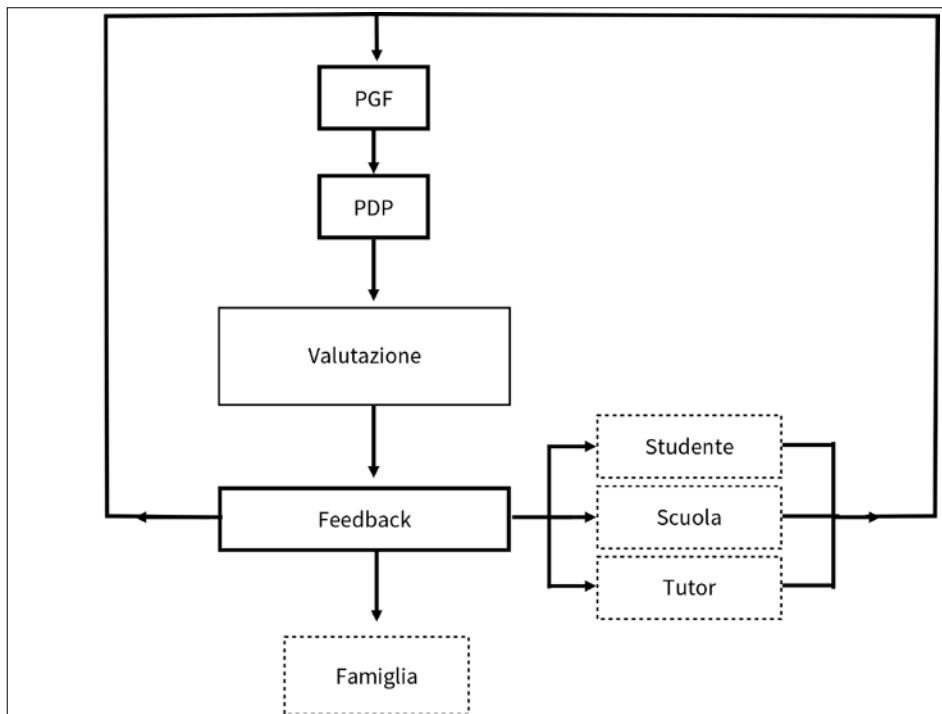 PGF
PDP
Valutazione
Studente
Feedback
Scuola
Tutor
Famiglia